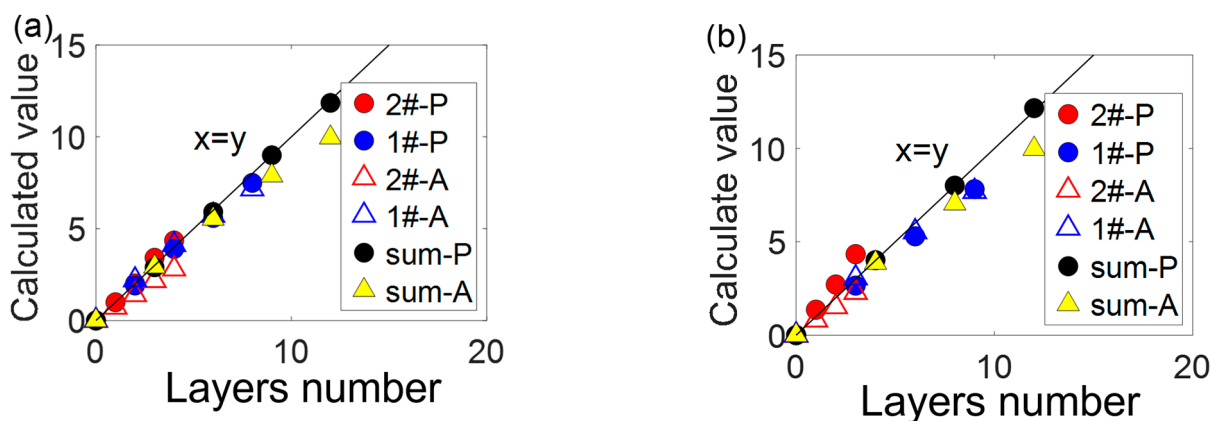 (a)
15
10
5
0
0 10 20
Calculated value
Layers number
x=y
2#-P
1#-P
2#-A
1#-A
sum-P
sum-A
(b)
15
10
5
0
0 10 20
Calculate value
Layers number
x=y
2#-P
1#-P
2#-A
1#-A
sum-P
sum-A